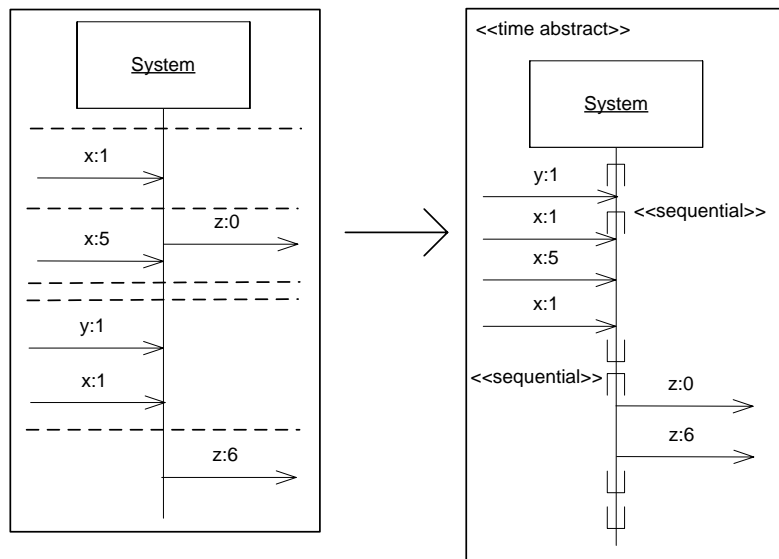 System
x:1
z:0
x:5
y:1
x:1
z:6
<<time abstract>>
System
y:1
<<sequential>>
x:1
x:5
x:1
<<sequential>>
z:0
z:6